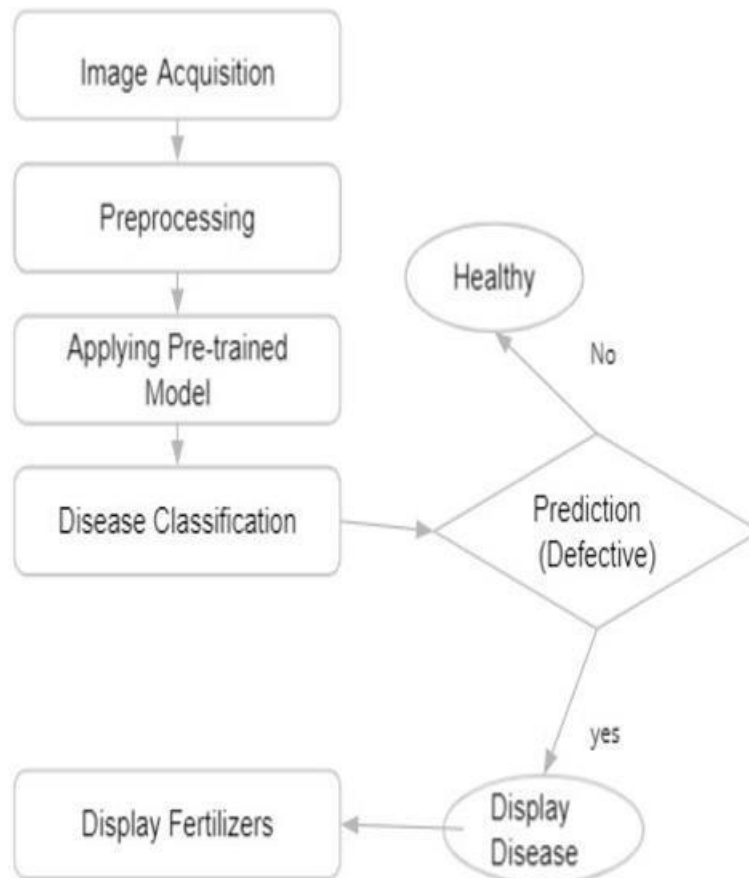 Image Acquisition
Preprocessing
Healthy
Applying Pre-trained
Model
No
Disease Classification
Prediction
(Defective)
yes
Display
Disease
Display Fertilizers